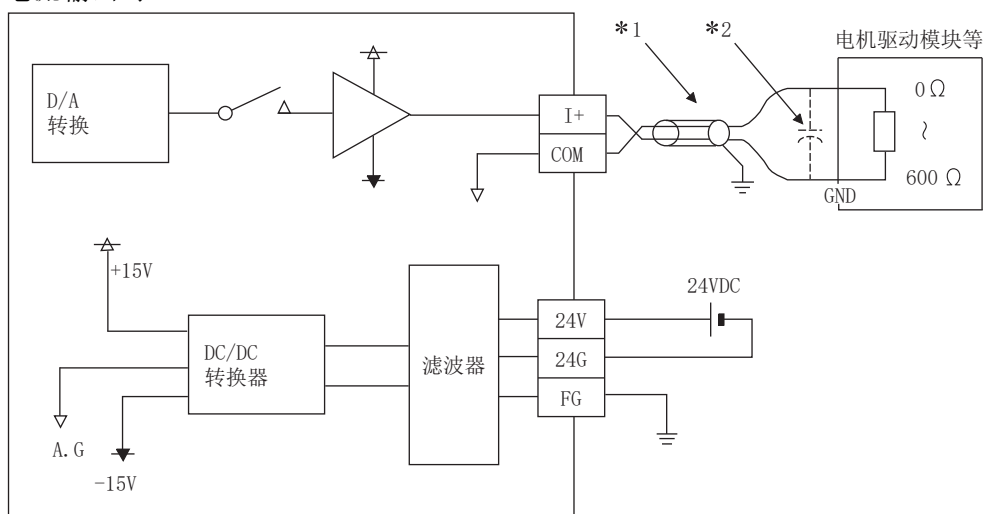 *1
*2
电机驱动模块等
D/A
转换
I+
COM
0Ω
~
600 Ω
GND
+15V
24VDC
DC/DC
转换器
滤波器
24V
24G
FG
A.G
-15V